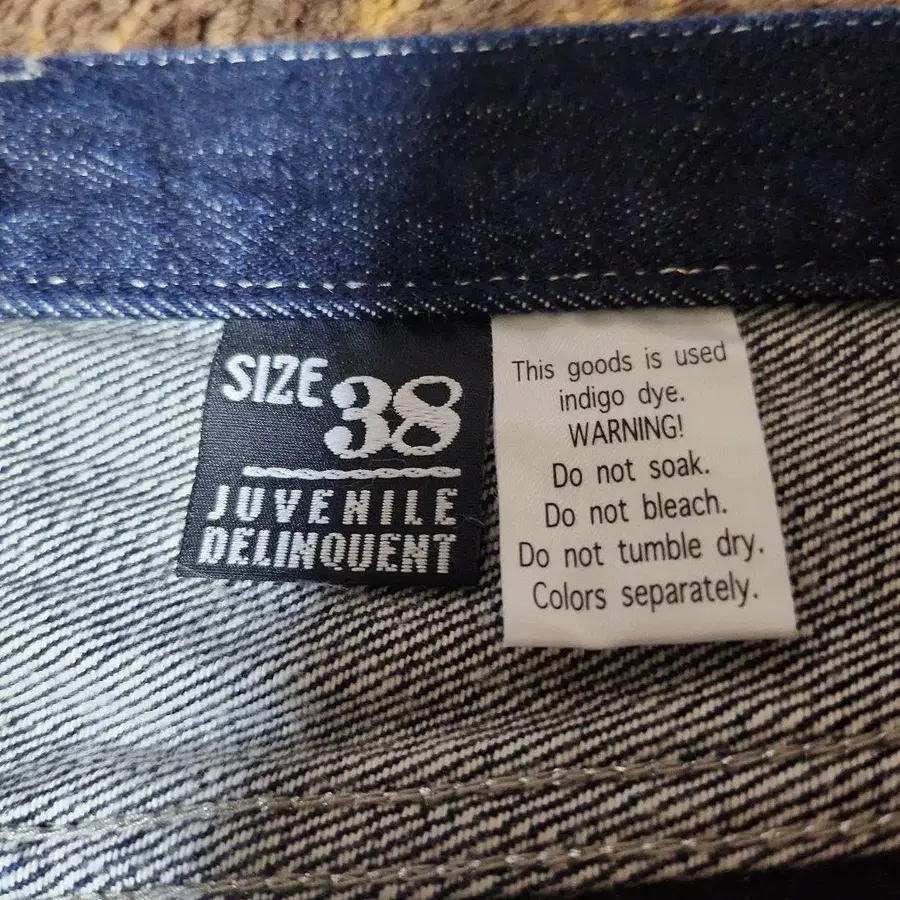 SIZE 38
JUVENILE
DELINQUENT
This goods is used
indigo dye.
WARNING!
Do not soak.
Do not bleach.
Do not tumble dry.
Colors separately.